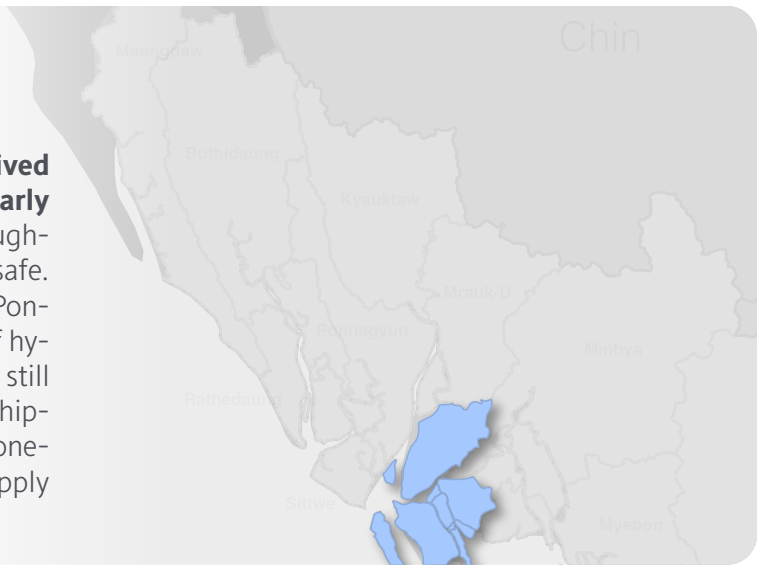 ived
arly
ugh-
safe.
Pon-
f hy-
still
hip-
one-
pply
Chin
Maungdaw
Buthidaung
Kyauktaw
Mrauk-U
Ponnagyun
Minbya
Rathedaung
Sittwe
Myebon